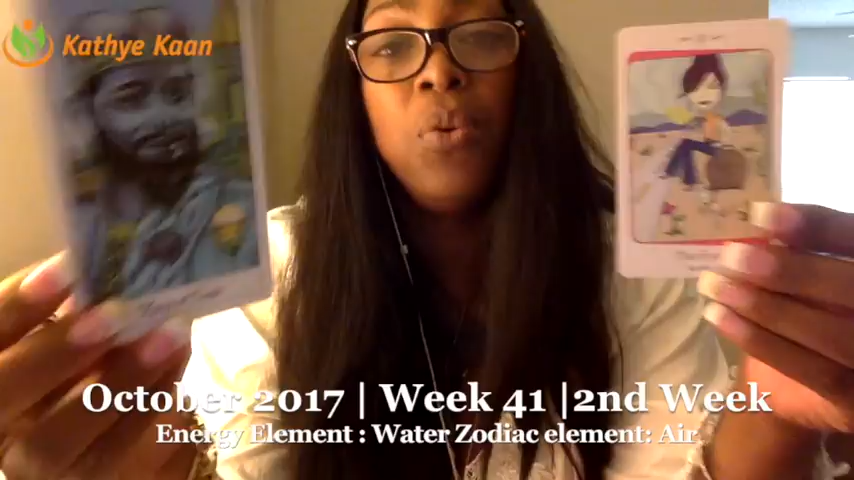 Kathye Kaan
October 2017 | Week 41 |2nd Week
Energy Element : Water Zodiac element: Air